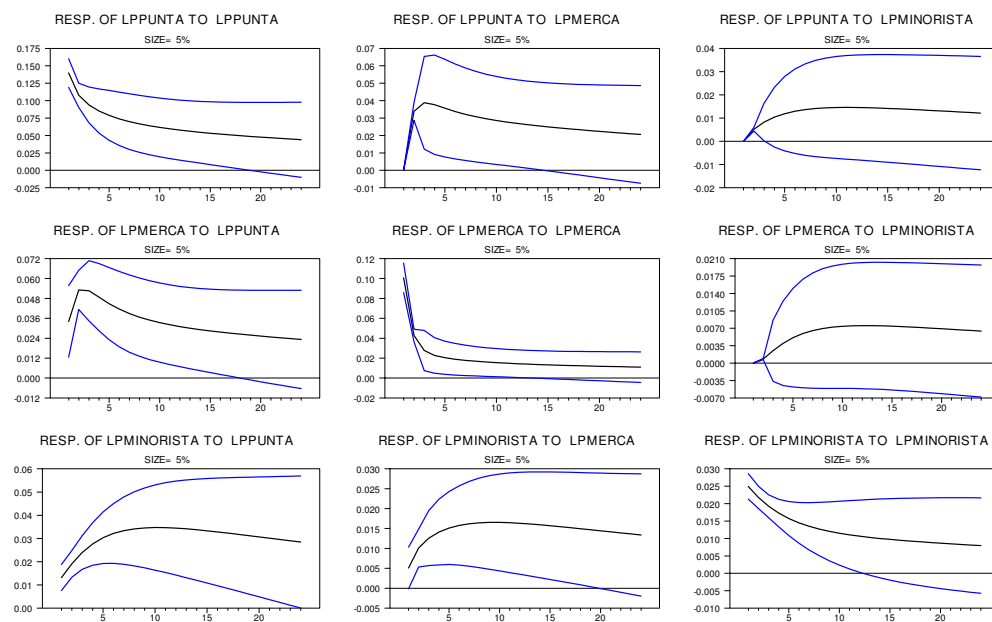 RESP. OF LPPUNTA TO LPPUNTA
SIZE= 5%
0.175
0.150
0.125
0.100
0.075
0.050
0.025
0.000
-0.025
5 10 15 20
RESP. OF LPPUNTA TO LPMERCA
SIZE= 5%
0.07
0.06
0.05
0.04
0.03
0.02
0.01
0.00
-0.01
5 10 15 20
RESP. OF LPPUNTA TO LPMINORISTA
SIZE= 5%
0.04
0.03
0.02
0.01
0.00
-0.01
-0.02
5 10 15 20
RESP. OF LPMERCA TO LPPUNTA
SIZE= 5%
0.072
0.060
0.048
0.036
0.024
0.012
0.000
-0.012
5 10 15 20
RESP. OF LPMERCA TO LPMERCA
SIZE= 5%
0.12
0.10
0.08
0.06
0.04
0.02
0.00
-0.02
5 10 15 20
RESP. OF LPMERCA TO LPMINORISTA
SIZE= 5%
0.0210
0.0175
0.0140
0.0105
0.0070
0.0035
0.0000
-0.0035
-0.0070
5 10 15 20
RESP. OF LPMINORISTA TO LPPUNTA
SIZE= 5%
0.06
0.05
0.04
0.03
0.02
0.01
0.00
5 10 15 20
RESP. OF LPMINORISTA TO LPMERCA
SIZE= 5%
0.030
0.025
0.020
0.015
0.010
0.005
0.000
-0.005
5 10 15 20
RESP. OF LPMINORISTA TO LPMINORISTA
SIZE= 5%
0.030
0.025
0.020
0.015
0.010
0.005
0.000
-0.005
-0.010
5 10 15 20